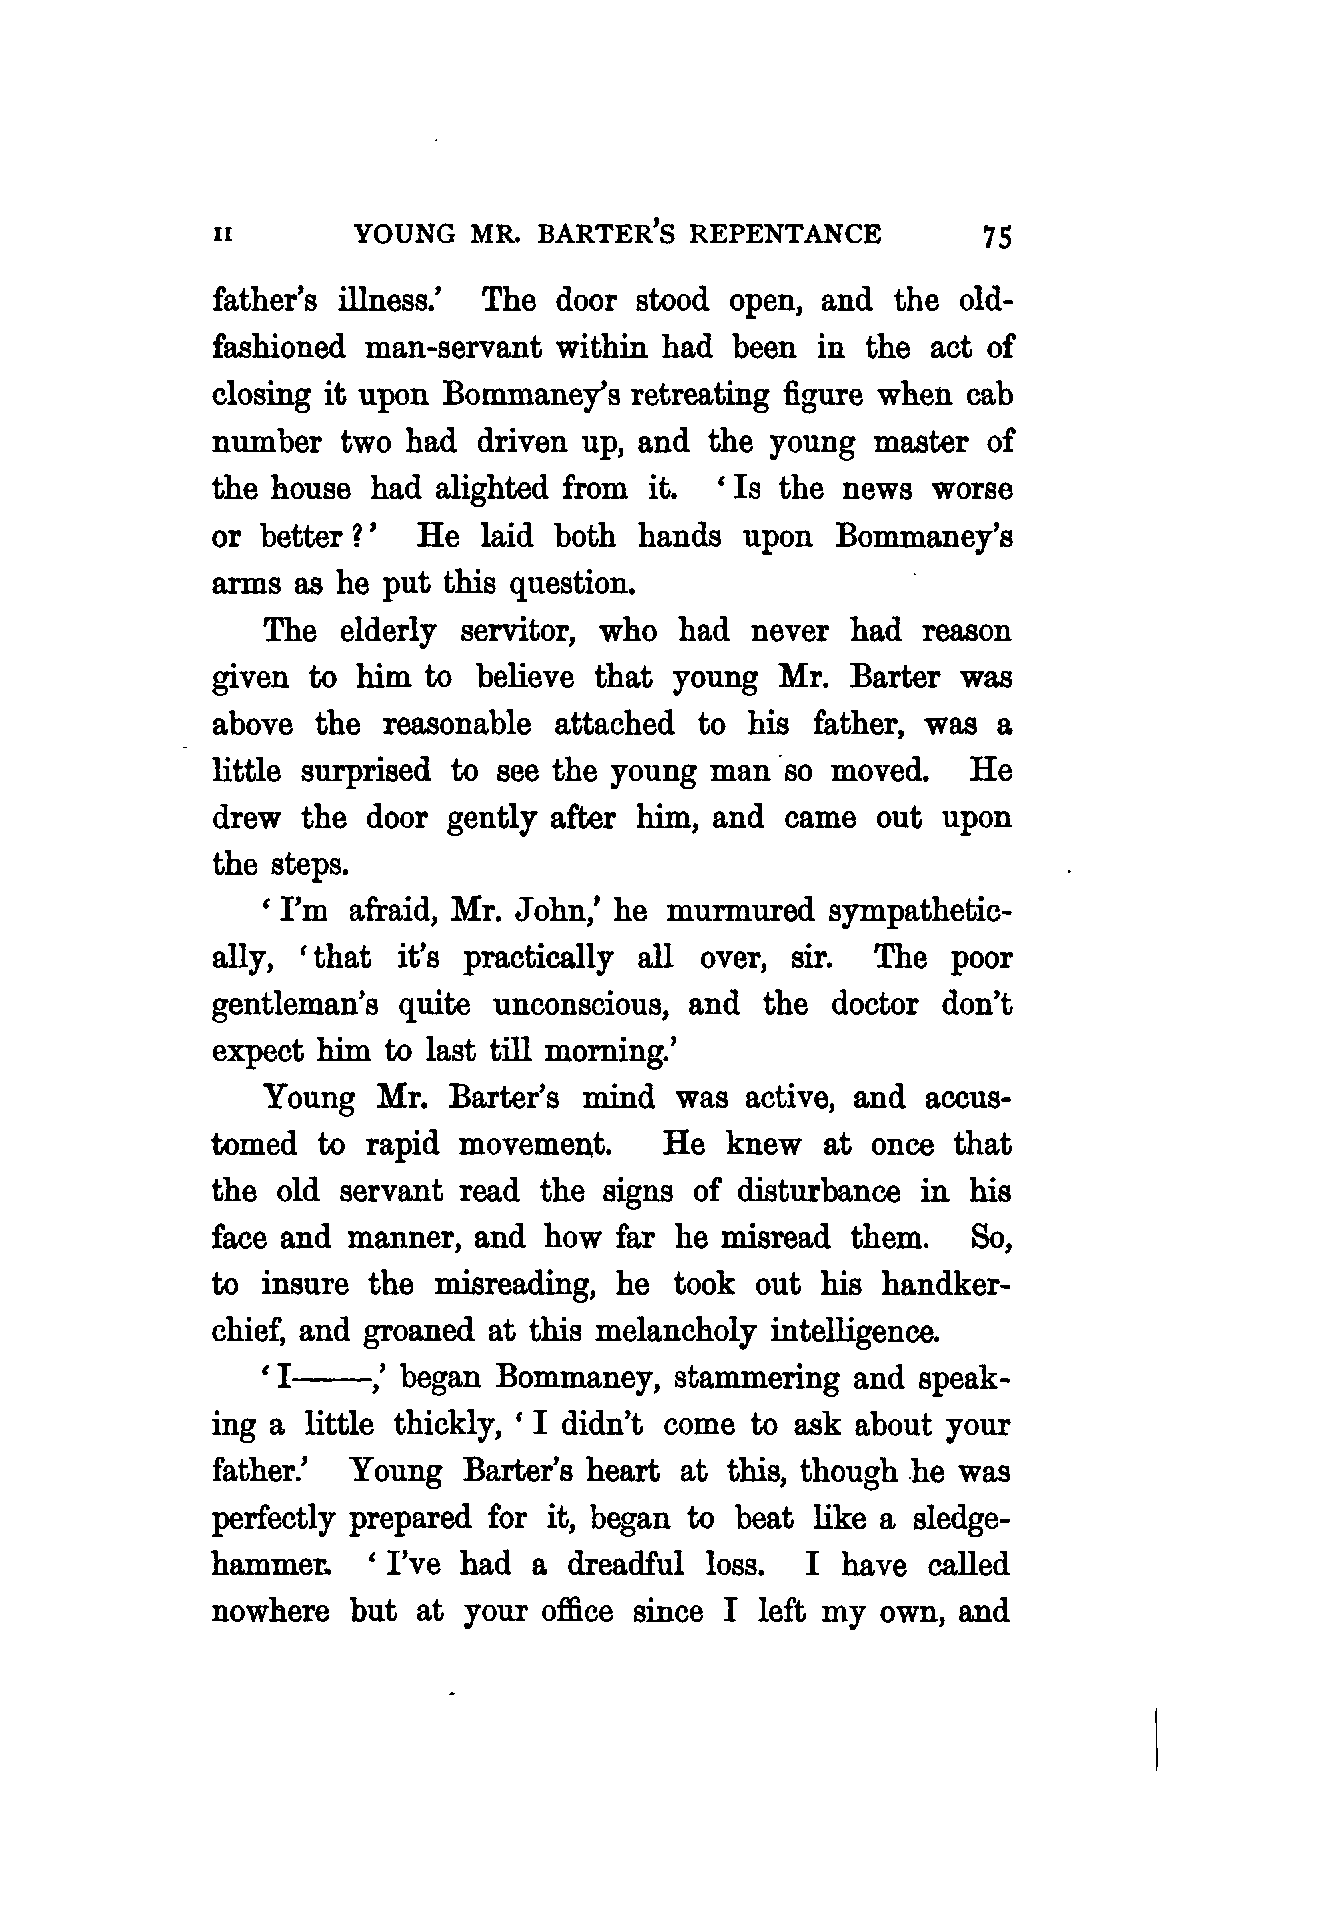 II YOUNG MR. BARTER'S REPENTANCE 75
father's illness.' The door stood open, and the old-
fashioned man-servant within had been in the act of
closing it upon Bommaney's retreating figure when cab
number two had driven up, and the young master of
the house had alighted from it. 'Is the news worse
or better?' He laid both hands upon Bommaney's
arms as he put this question.
The elderly servitor, who had never had reason
given to him to believe that young Mr. Barter was
above the reasonable attached to his father, was a
little surprised to see the young man so moved. He
drew the door gently after him, and came out upon
the steps.
'I'm afraid, Mr. John,' he murmured sympathetic-
ally, 'that it's practically all over, sir. The poor
gentleman's quite unconscious, and the doctor don't
expect him to last till morning.'
Young Mr. Barter's mind was active, and accus-
tomed to rapid movement. He knew at once that
the old servant read the signs of disturbance in his
face and manner, and how far he misread them. So,
to insure the misreading, he took out his handker-
chief, and groaned at this melancholy intelligence.
'I——,' began Bommaney, stammering and speak-
ing a little thickly, 'I didn't come to ask about your
father.' Young Barter's heart at this, though he was
perfectly prepared for it, began to beat like a sledge-
hammer. 'I've had a dreadful loss. I have called
nowhere but at your office since I left my own, and